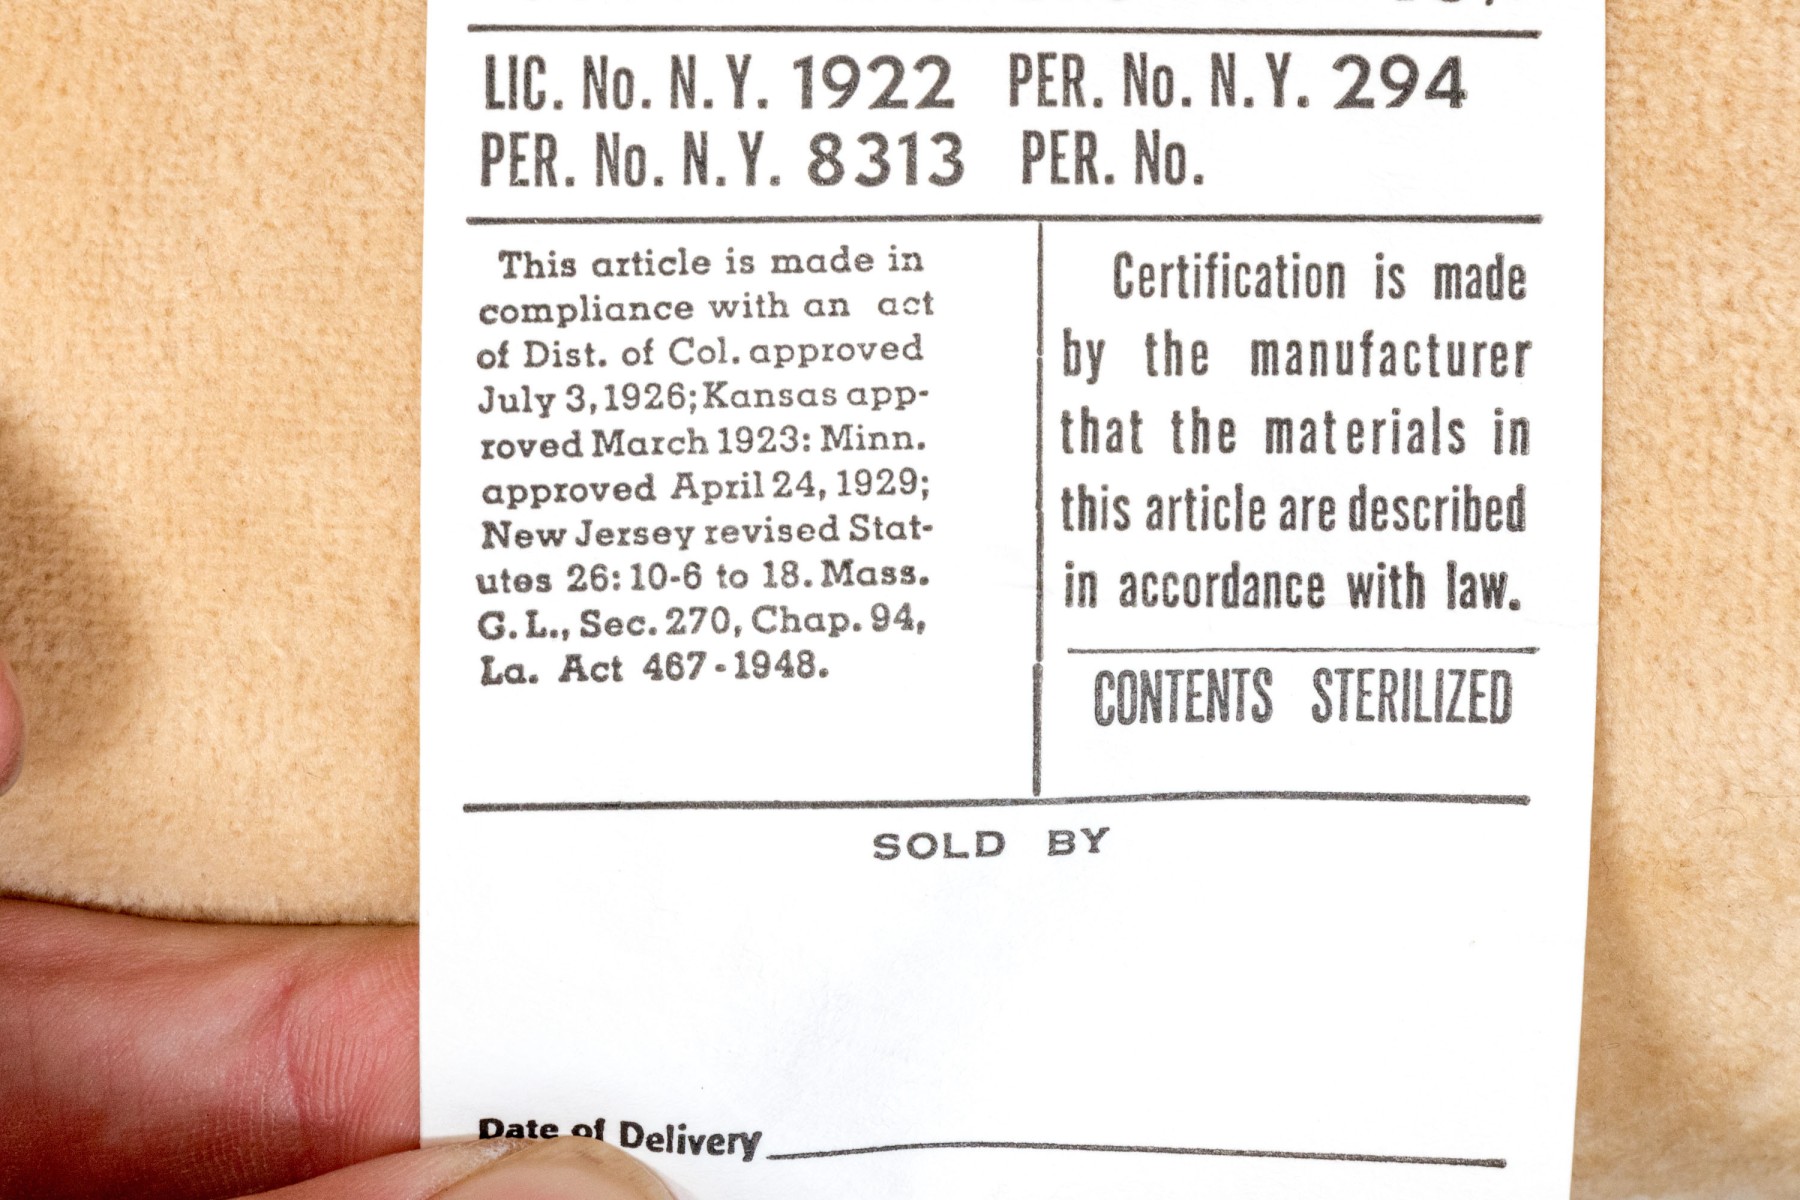 LIC. No. N.Y. 1922 PER. No. N.Y. 294
PER. No. N.Y. 8313 PER. No.
This article is made in
compliance with an act
of Dist. of Col. approved
July 3, 1926; Kansas app-
roved March 1923: Minn.
approved April 24, 1929;
New Jersey revised Stat-
utes 26: 10-6 to 18. Mass.
G. L., Sec. 270, Chap. 94,
La. Act 467-1948.
Certification is made
by the manufacturer
that the materials in
this article are described
in accordance with law.
CONTENTS STERILIZED
SOLD BY
Date of Delivery